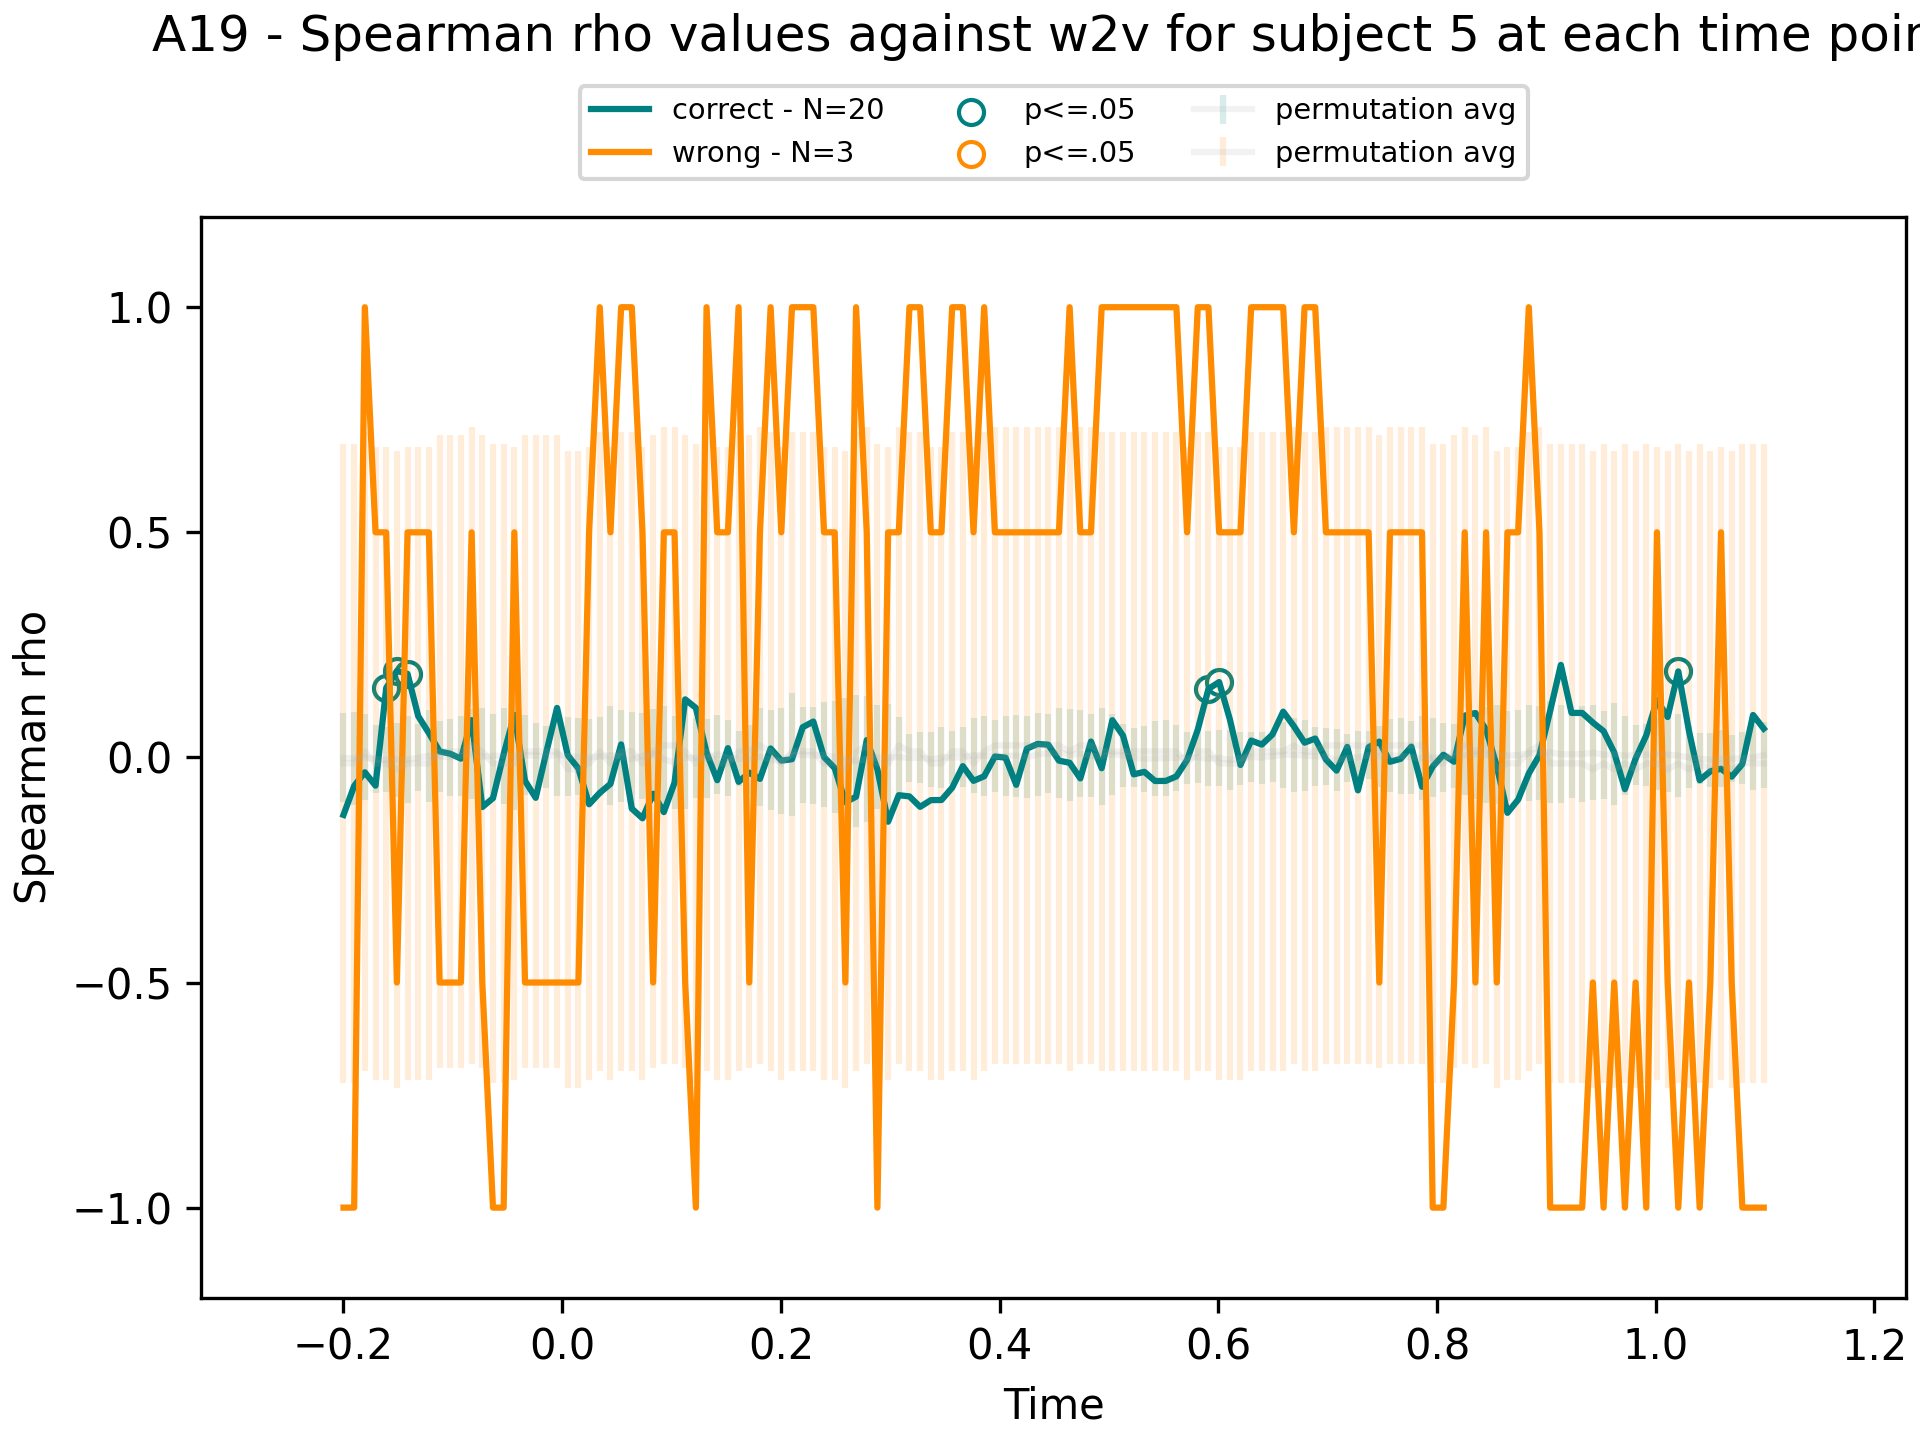 A19 - Spearman rho values against w2v for subject 5 at each time
correct - N=20 p<=.05 permutation avg
wrong - N=3 p<=.05 permutation avg
1.0
0.5
0.0
−0.5
−1.0
Spearman rho
−0.2 0.0 0.2 0.4 0.6 0.8 1.0 1.2
Time